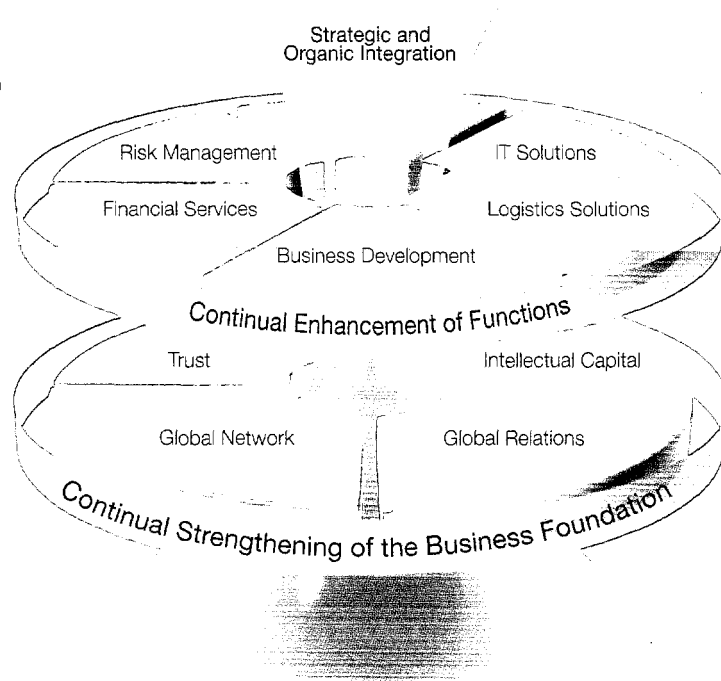 Strategic and
Organic Integration
Risk Management
IT Solutions
Financial Services
Logistics Solutions
Business Development
Continual Enhancement of Functions
Trust
Intellectual Capital
Global Network
Global Relations
Continual Strengthening of the Business Foundation